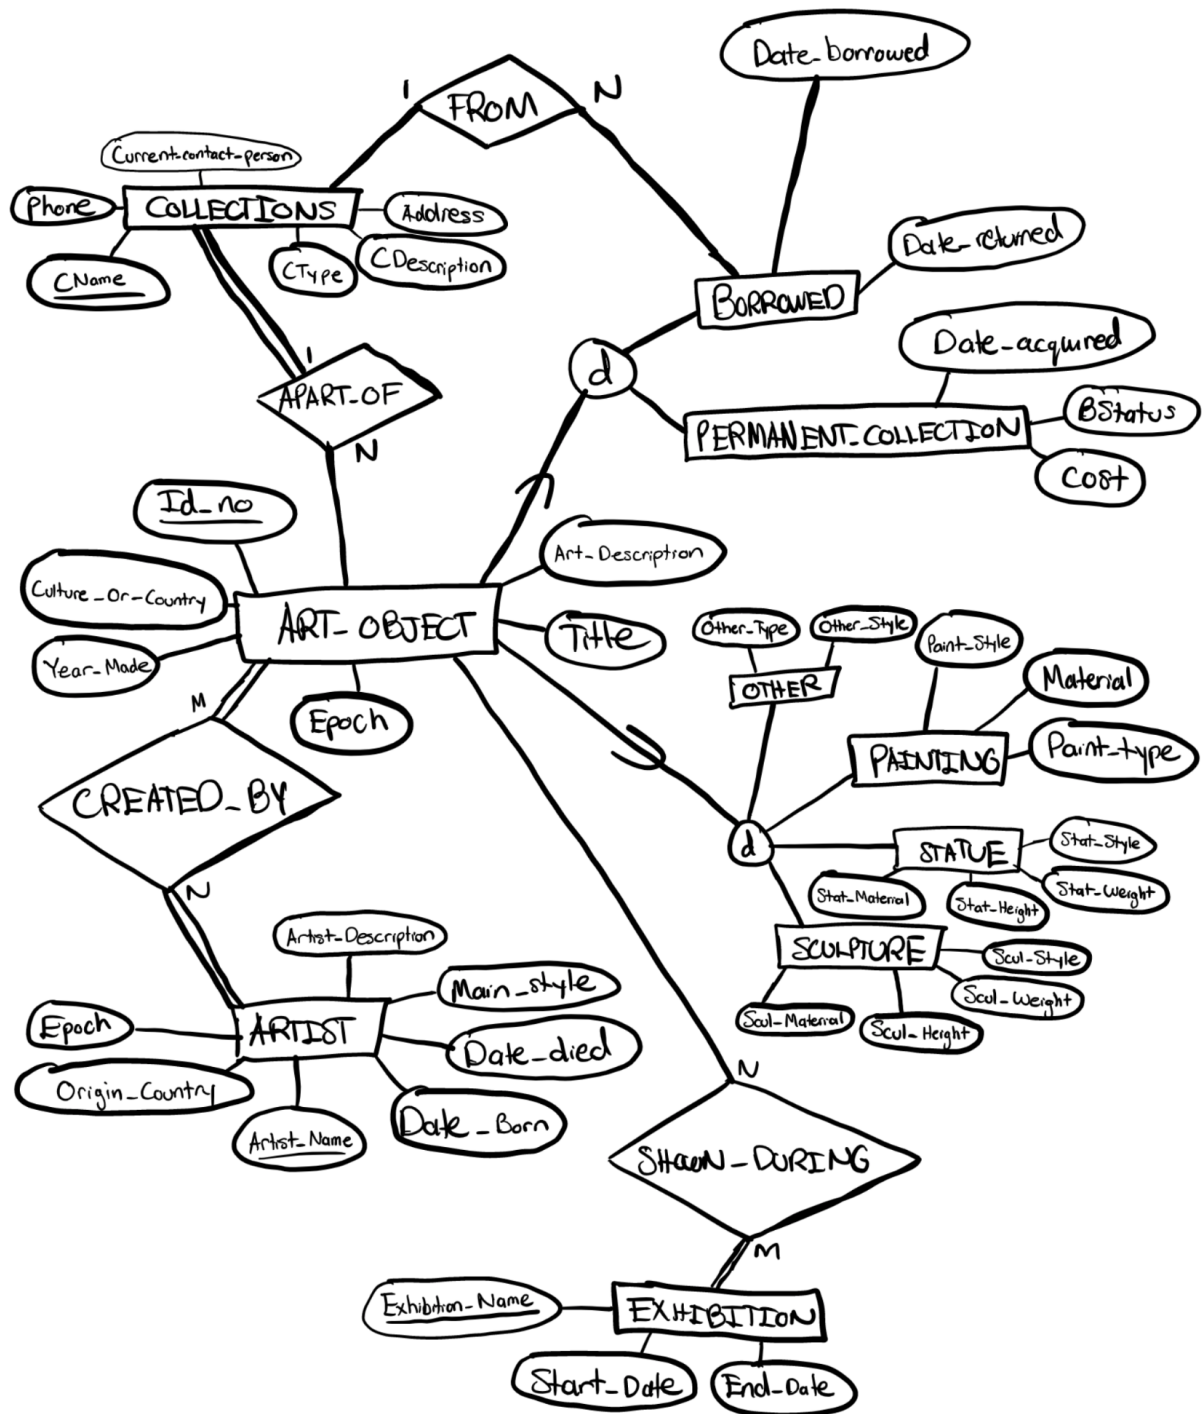 Date_borrowed
1
FROM
N
Current-contact-person
Phone
COLLECTIONS
Address
CName
CType
CDescription
Date_returned
BORROWED
Date_acquired
1
d
APART_OF
BStatus
PERMANENT_COLLECTION
N
Cost
Id_no
Art_Description
Culture_Or_Country
ART_OBJECT
Title
Other_Type
Other_Style
Paint_Style
Year_Made
OTHER
Material
M
Epoch
PAINTING
Paint_type
CREATED_BY
d
STATUE
Stat_Style
N
Stat_Material
Stat_Height
Stat_Weight
Artist_Description
SCULPTURE
Scul_Style
Main_style
Scul_Weight
Epoch
ARTIST
Scul_Material
Scul_Height
Date_died
Origin_Country
N
Date_Born
Artist_Name
SHOWN_DURING
M
Exhibition_Name
EXHIBITION
Start_Date
End_Date